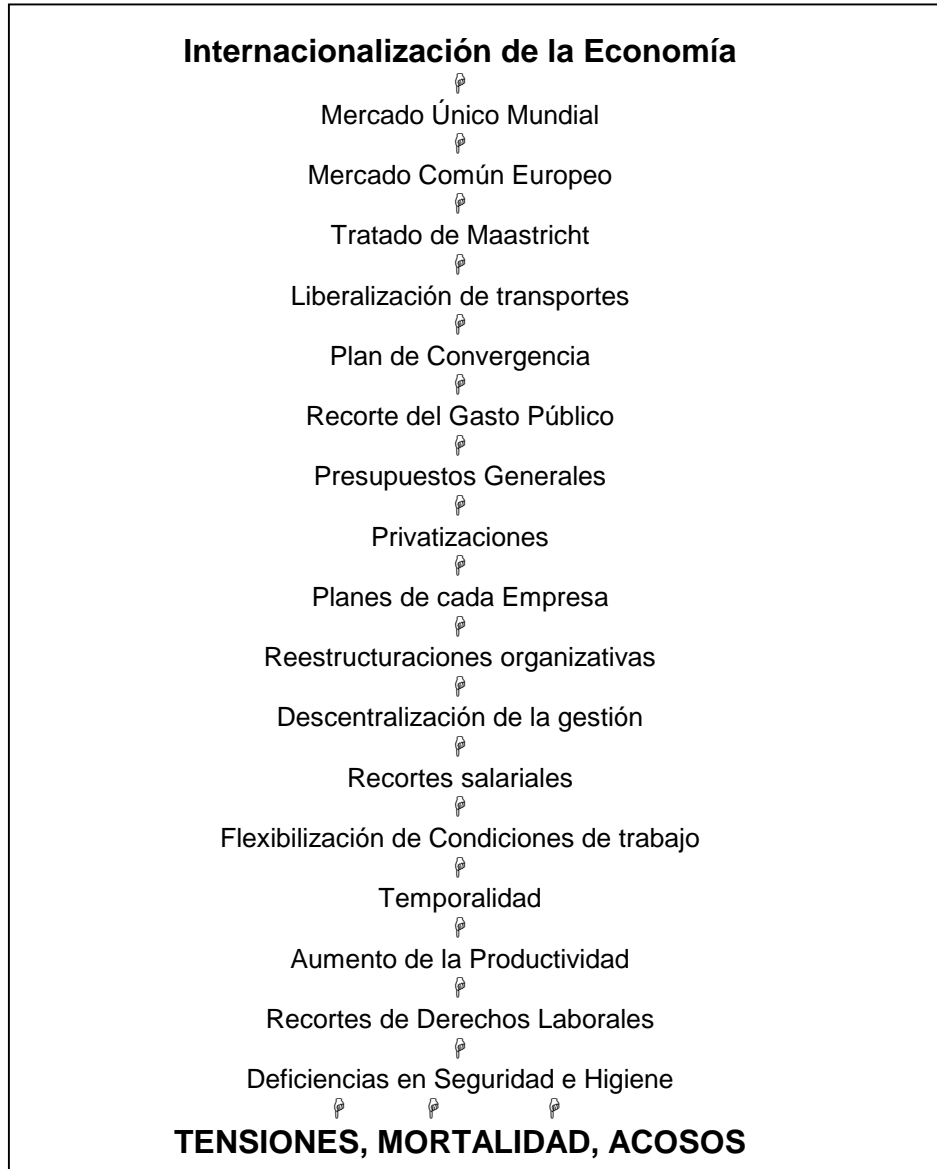 Internacionalización de la Economía
Mercado Único Mundial
Mercado Común Europeo
Tratado de Maastricht
Liberalización de transportes
Plan de Convergencia
Recorte del Gasto Público
Presupuestos Generales
Privatizaciones
Planes de cada Empresa
Reestructuraciones organizativas
Descentralización de la gestión
Recortes salariales
Flexibilización de Condiciones de trabajo
Temporalidad
Aumento de la Productividad
Recortes de Derechos Laborales
Deficiencias en Seguridad e Higiene
TENSIONES, MORTALIDAD, ACOSOS